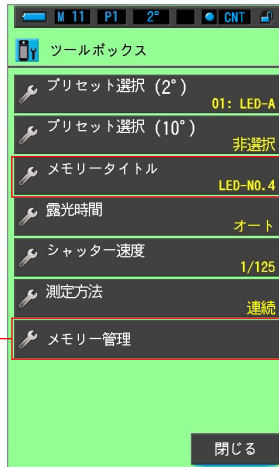 M 11 P1 2° CNT
ツールボックス
プリセット選択 (2°)
01: LED-A
プリセット選択 (10°)
非選択
メモリータイトル
LED-NO.4
露光時間
オート
シャッター速度
1/125
測定方法
連続
メモリー管理
閉じる